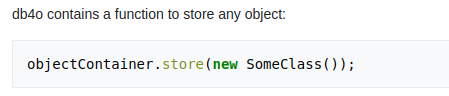 db4o contains a function to store any object:
objectContainer.store(new SomeClass());